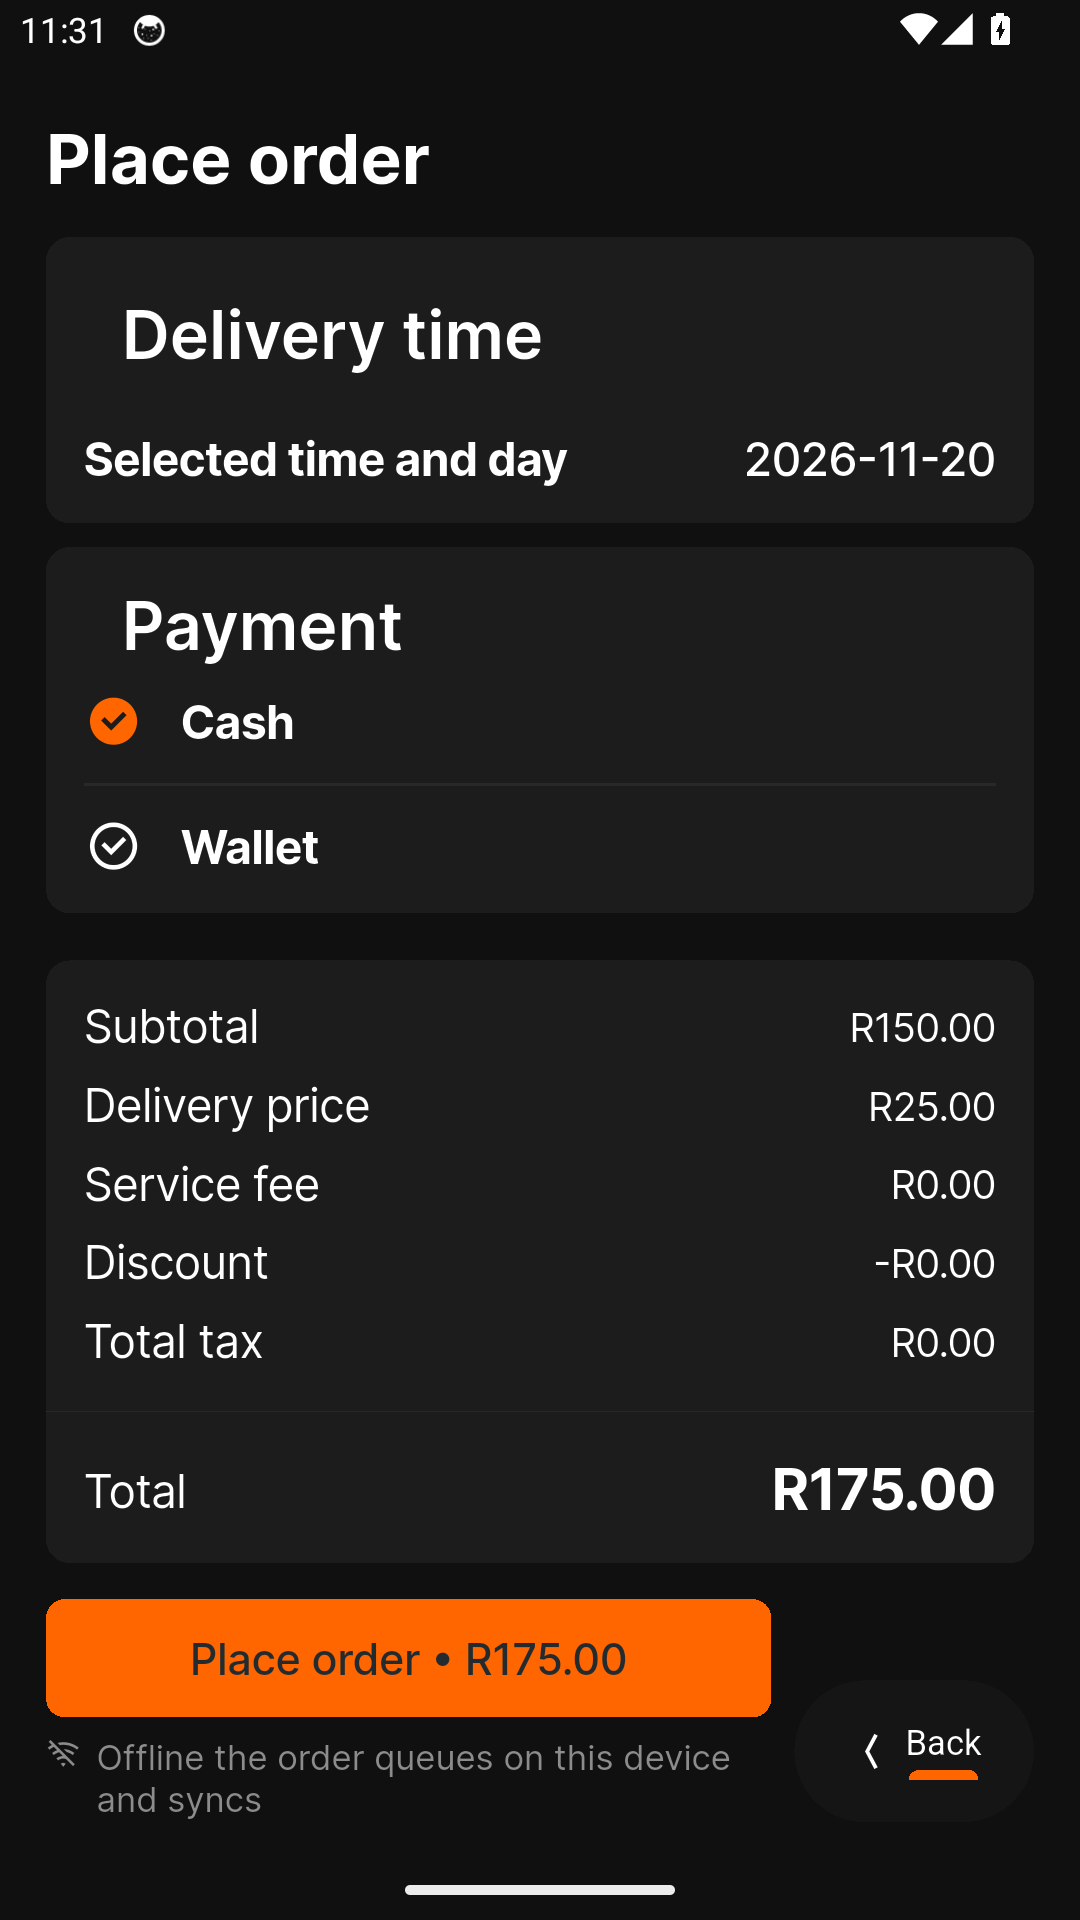 11:31
Place order
Delivery time
Selected time and day 2026-11-20
Payment
Cash
Wallet
Subtotal R150.00
Delivery price R25.00
Service fee R0.00
Discount -R0.00
Total tax R0.00
Total R175.00
Place order • R175.00
Offline the order queues on this device
and syncs
Back